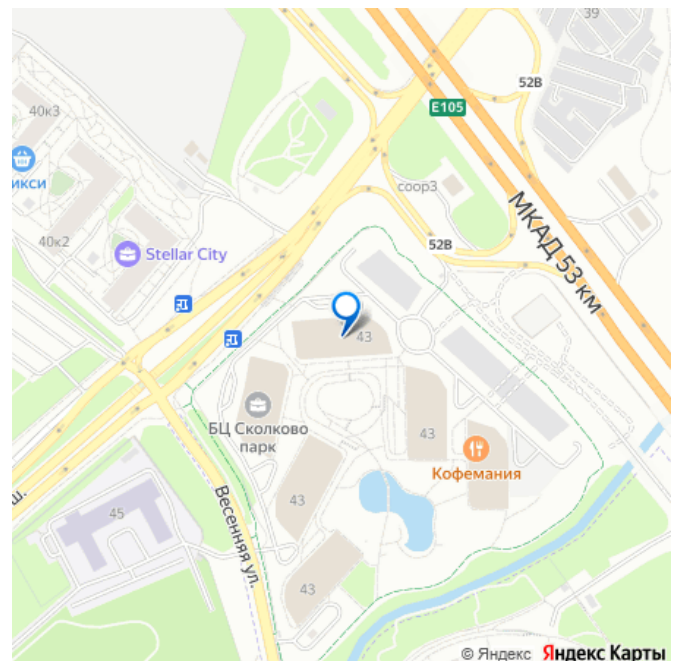 39
52В
40к3
E105
икси
соор3
МКАД 53 км
40к2
52В
Stellar City
43
БЦ Сколково
парк
43
Кофемания
ш.
45
Весенняя ул.
43
43
© Яндекс Яндекс Карты